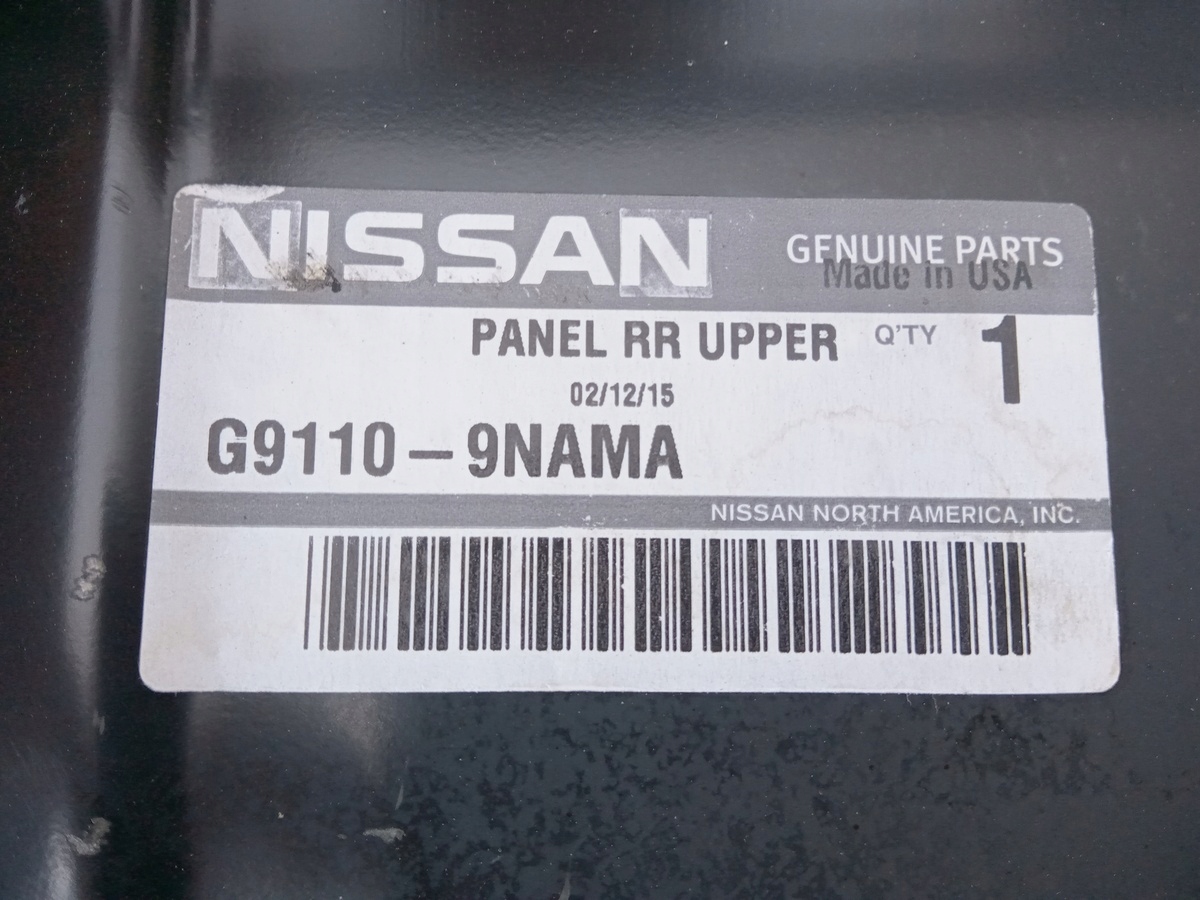 NISSAN
GENUINE PARTS
Made in USA
PANEL RR UPPER Q'TY 1
02/12/15
G9110-9NAMA
NISSAN NORTH AMERICA, INC.